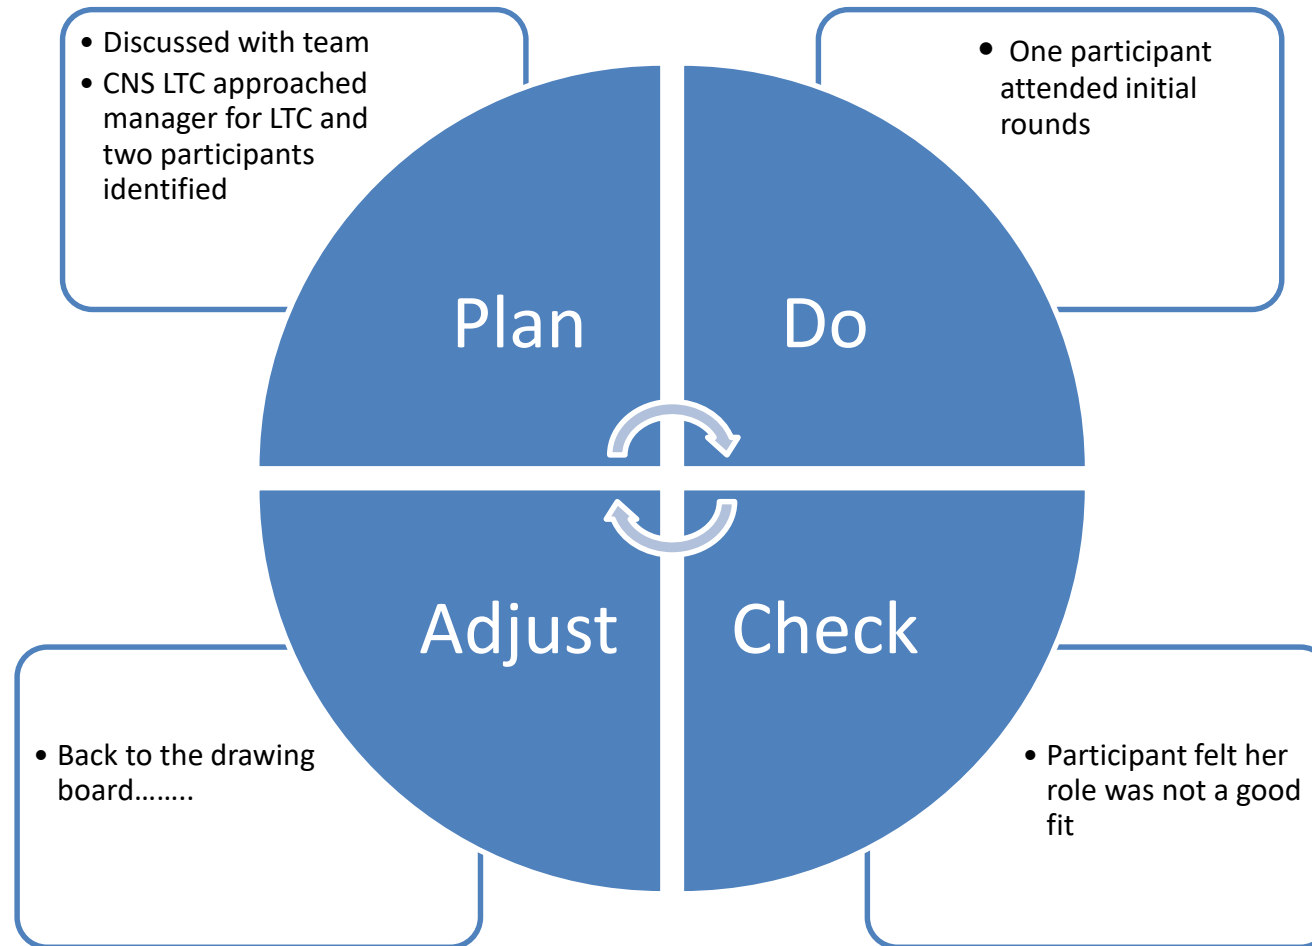 • Discussed with team
• CNS LTC approached
manager for LTC and
two participants
identified
• One participant
attended initial
rounds
Plan
Do
Adjust
Check
• Back to the drawing
board........
• Participant felt her
role was not a good
fit